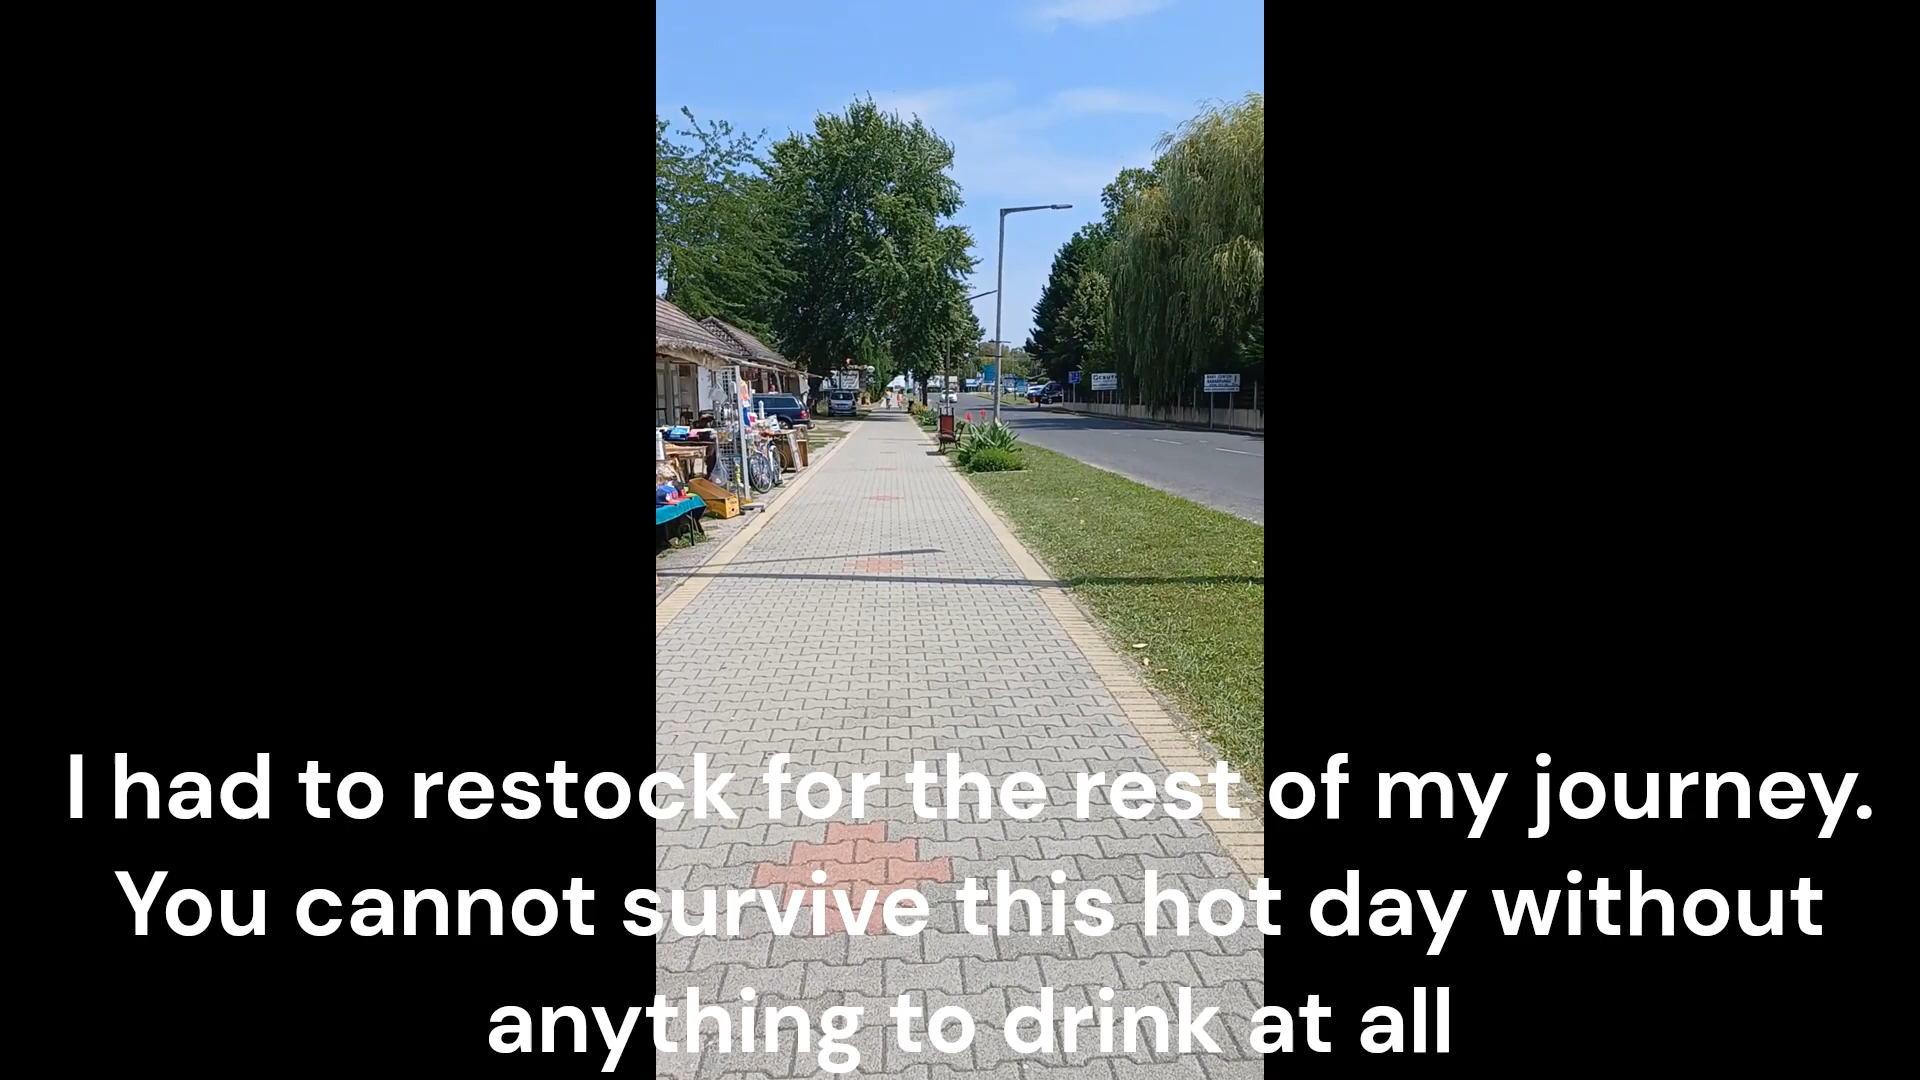 I had to restock for the rest of my journey.
You cannot survive this hot day without
anything to drink at all